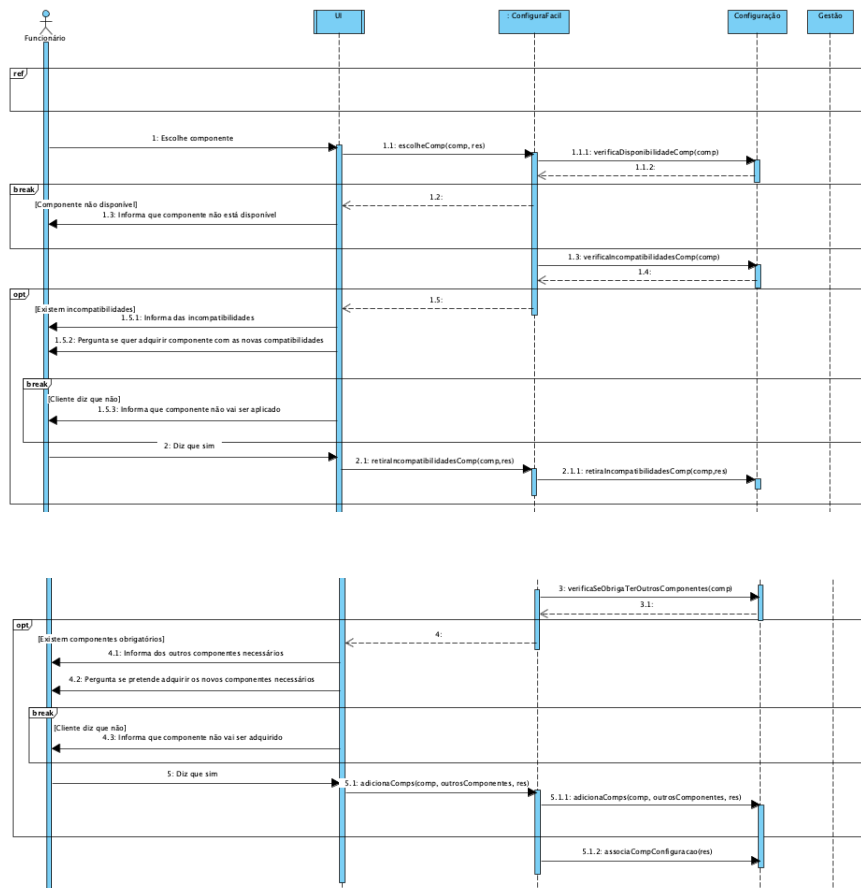 UI
: ConfiguraFacil
Configuração
Gestão
Funcionário
ref
1: Escolhe componente
1.1: escolheComp(comp, res)
1.1.1: verificaDisponibilidadeComp(comp)
1.1.2:
break
[Componente não disponível]
1.2:
1.3: Informa que componente não está disponível
1.3: verificaIncompatibilidadesComp(comp)
1.4:
opt
[Existem incompatibilidades]
1.5:
1.5.1: Informa das incompatibilidades
1.5.2: Pergunta se quer adquirir componente com as novas compatibilidades
break
[Cliente diz que não]
1.5.3: Informa que componente não vai ser aplicado
2: Diz que sim
2.1: retiraIncompatibilidadesComp(comp,res)
2.1.1: retiraIncompatibilidadesComp(comp,res)
3: verificaSeObrigaTerOutrosComponentes(comp)
3.1:
opt
[Existem componentes obrigatórios]
4:
4.1: Informa dos outros componentes necessários
4.2: Pergunta se pretende adquirir os novos componentes necessários
break
[Cliente diz que não]
4.3: Informa que componente não vai ser adquirido
5: Diz que sim
5.1: adicionaComps(comp, outrosComponentes, res)
5.1.1: adicionaComps(comp, outrosComponentes, res)
5.1.2: associaCompConfiguracao(res)